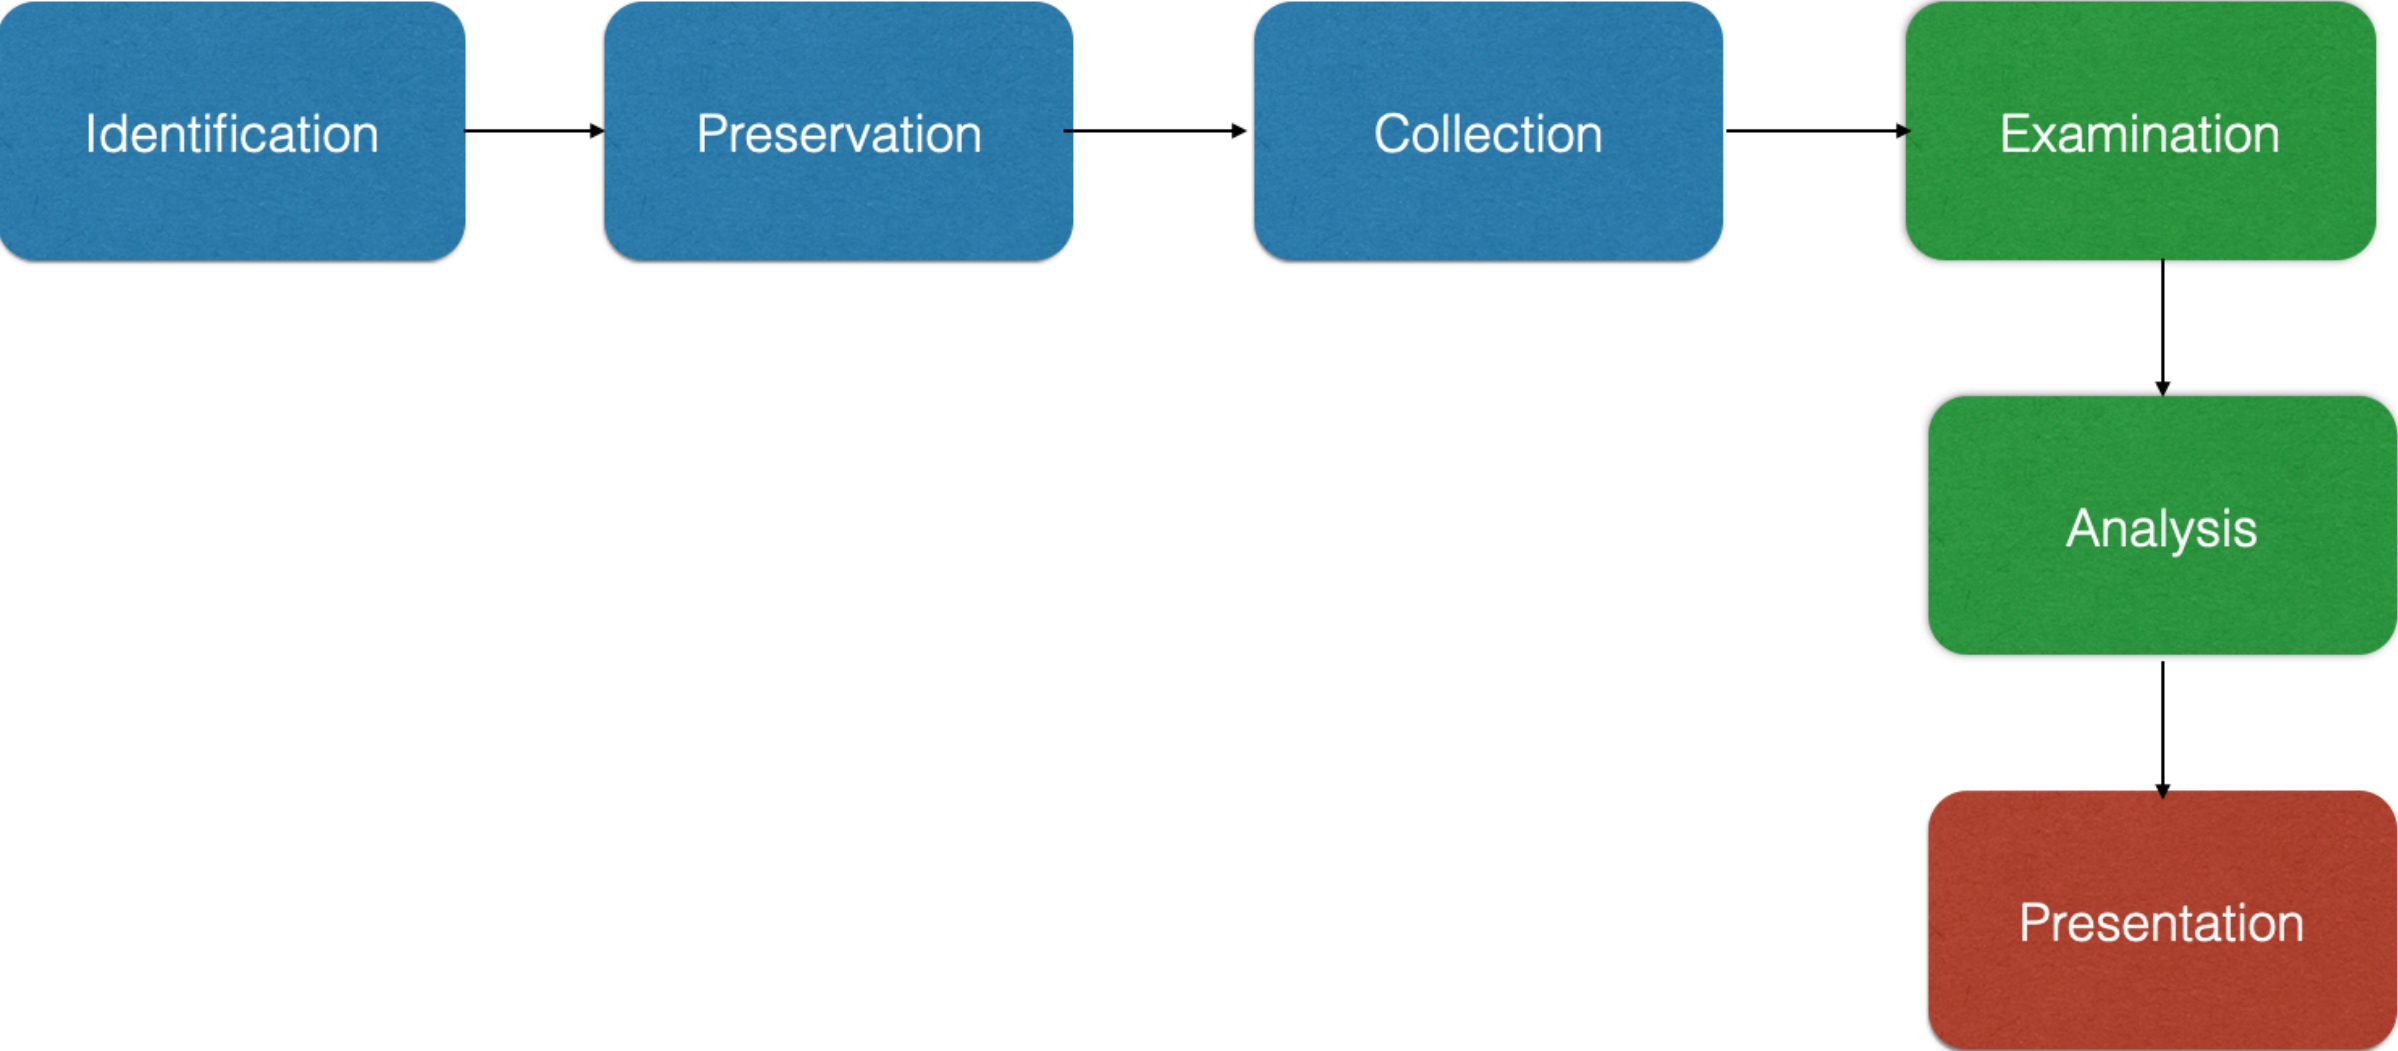 Identification
Preservation
Collection
Examination
Analysis
Presentation